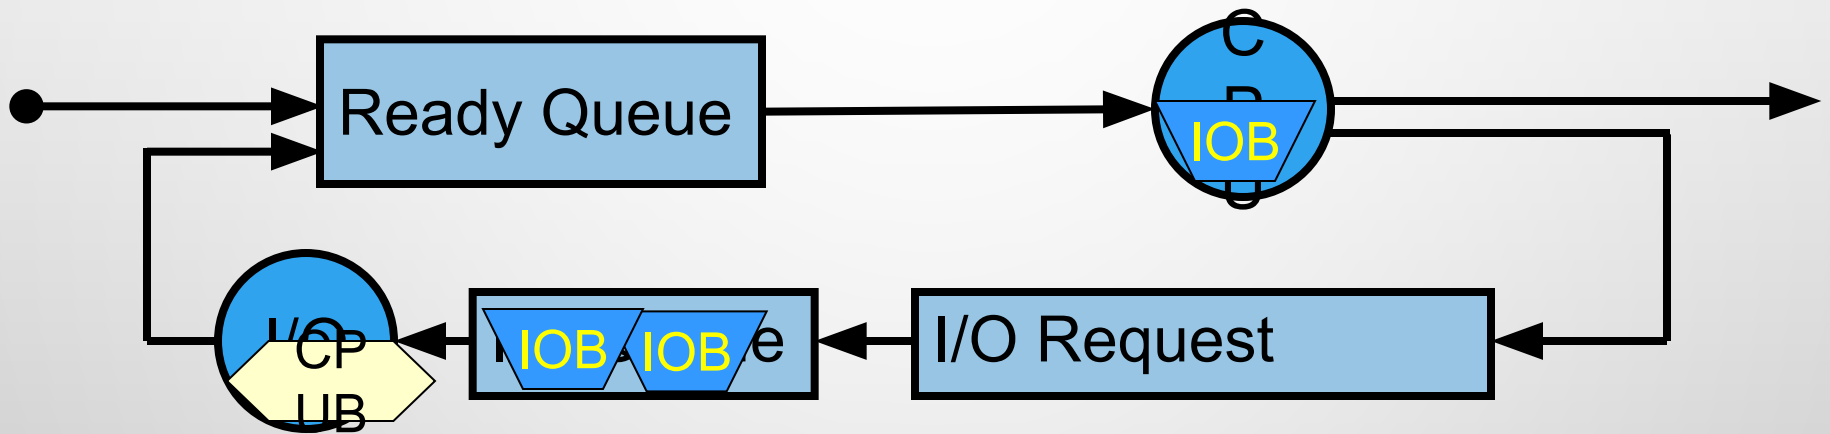 Ready Queue
C
P
U
IOB
I/O
CP
UB
IOB
IOB
I/O Request